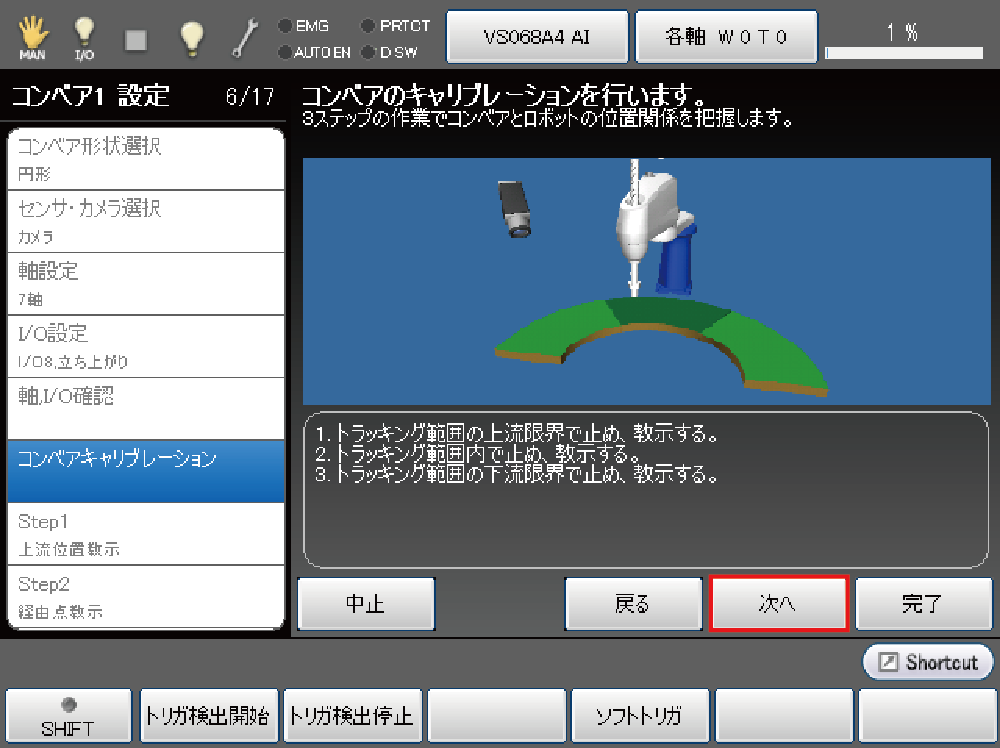 MAN
I/O
EMG
PRTCT
AUTO EN
D SW
VS068A4 A1
各軸 W0T0
1 %
コンベア1 設定
6/17
コンベアのキャリブレーションを行います。
3ステップの作業でコンベアとロボットの位置関係を把握します。
コンベア形状選択
円形
センサ・カメラ選択
カメラ
軸設定
7軸
I/O設定
I/O8,立ち上がり
軸,I/O確認
コンベアキャリブレーション
Step1
上流位置教示
Step2
経由点教示
1.トラッキング範囲の上流限界で止め、教示する。
2.トラッキング範囲内で止め、教示する。
3.トラッキング範囲の下流限界で止め、教示する。
中止
戻る
次へ
完了
Shortcut
SHIFT
トリガ検出開始
トリガ検出停止
ソフトトリガ